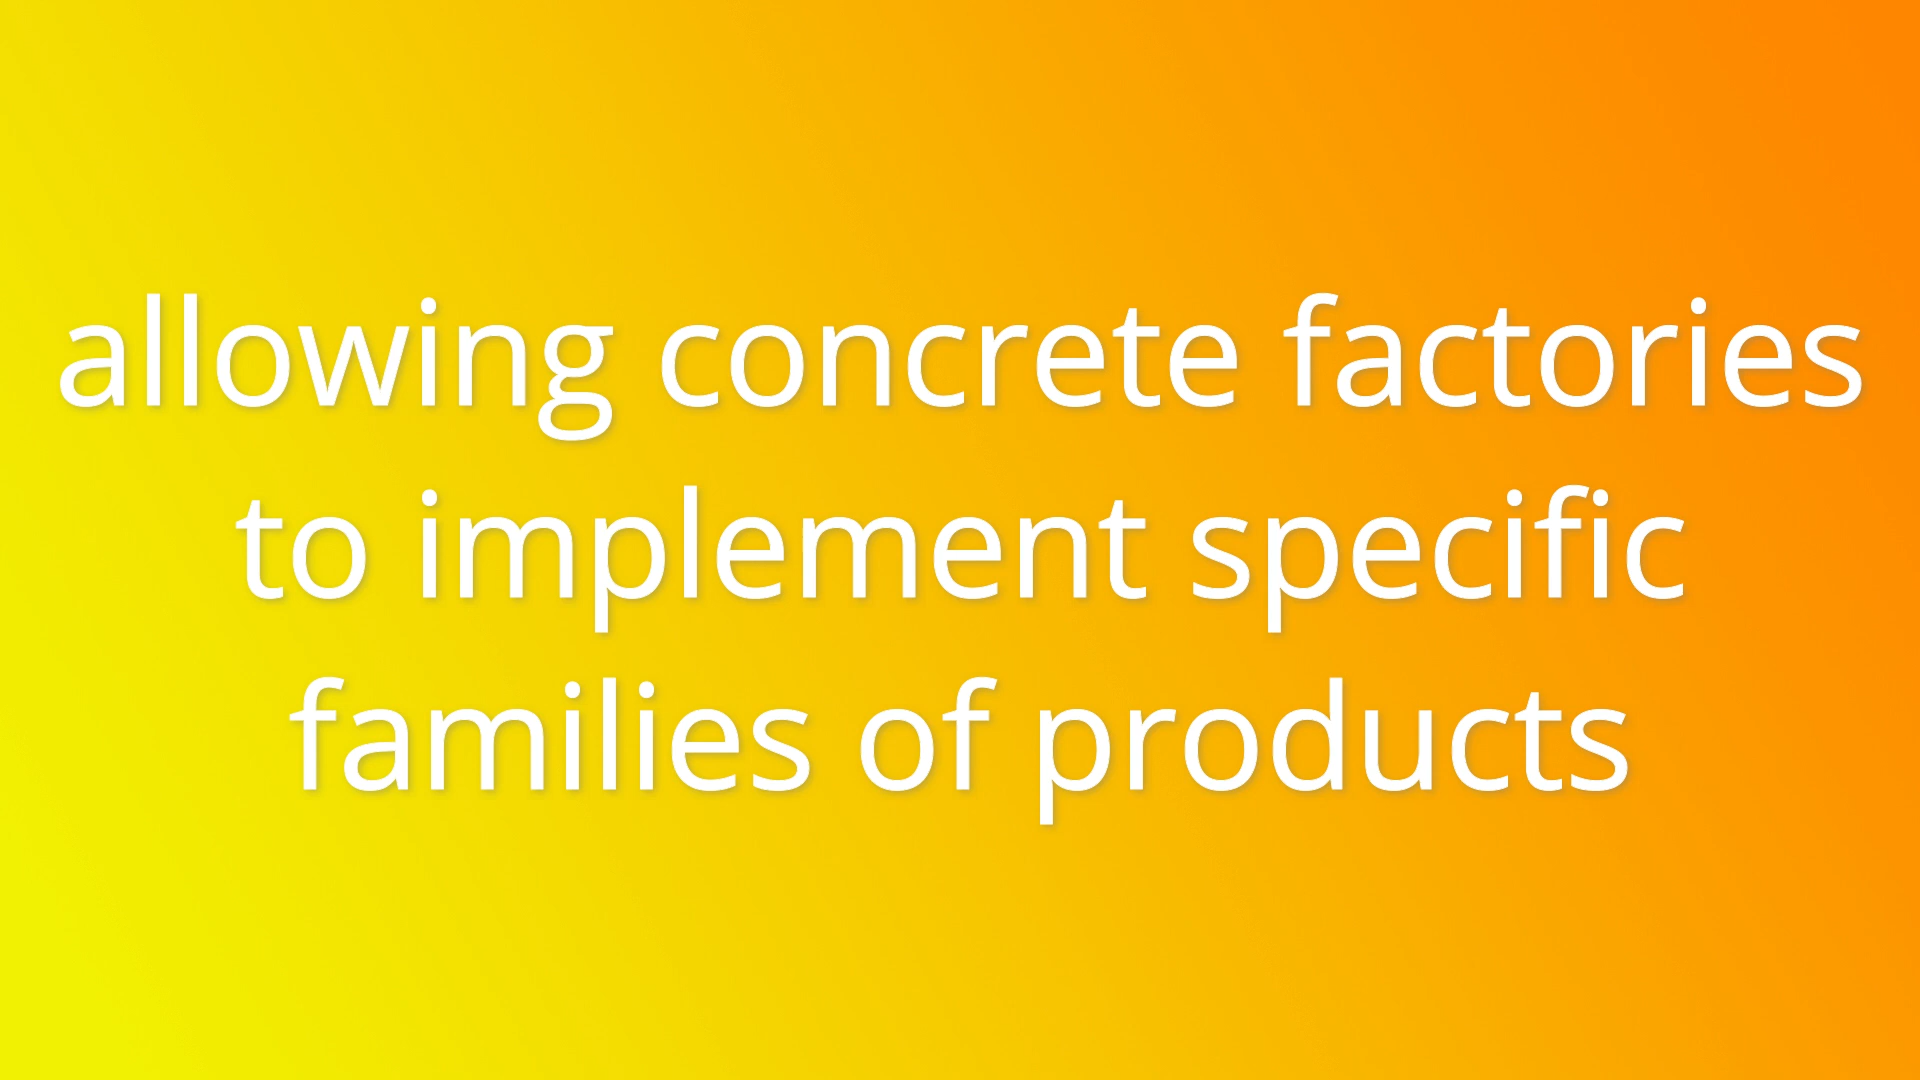 allowing concrete factories
to implement specific
families of products